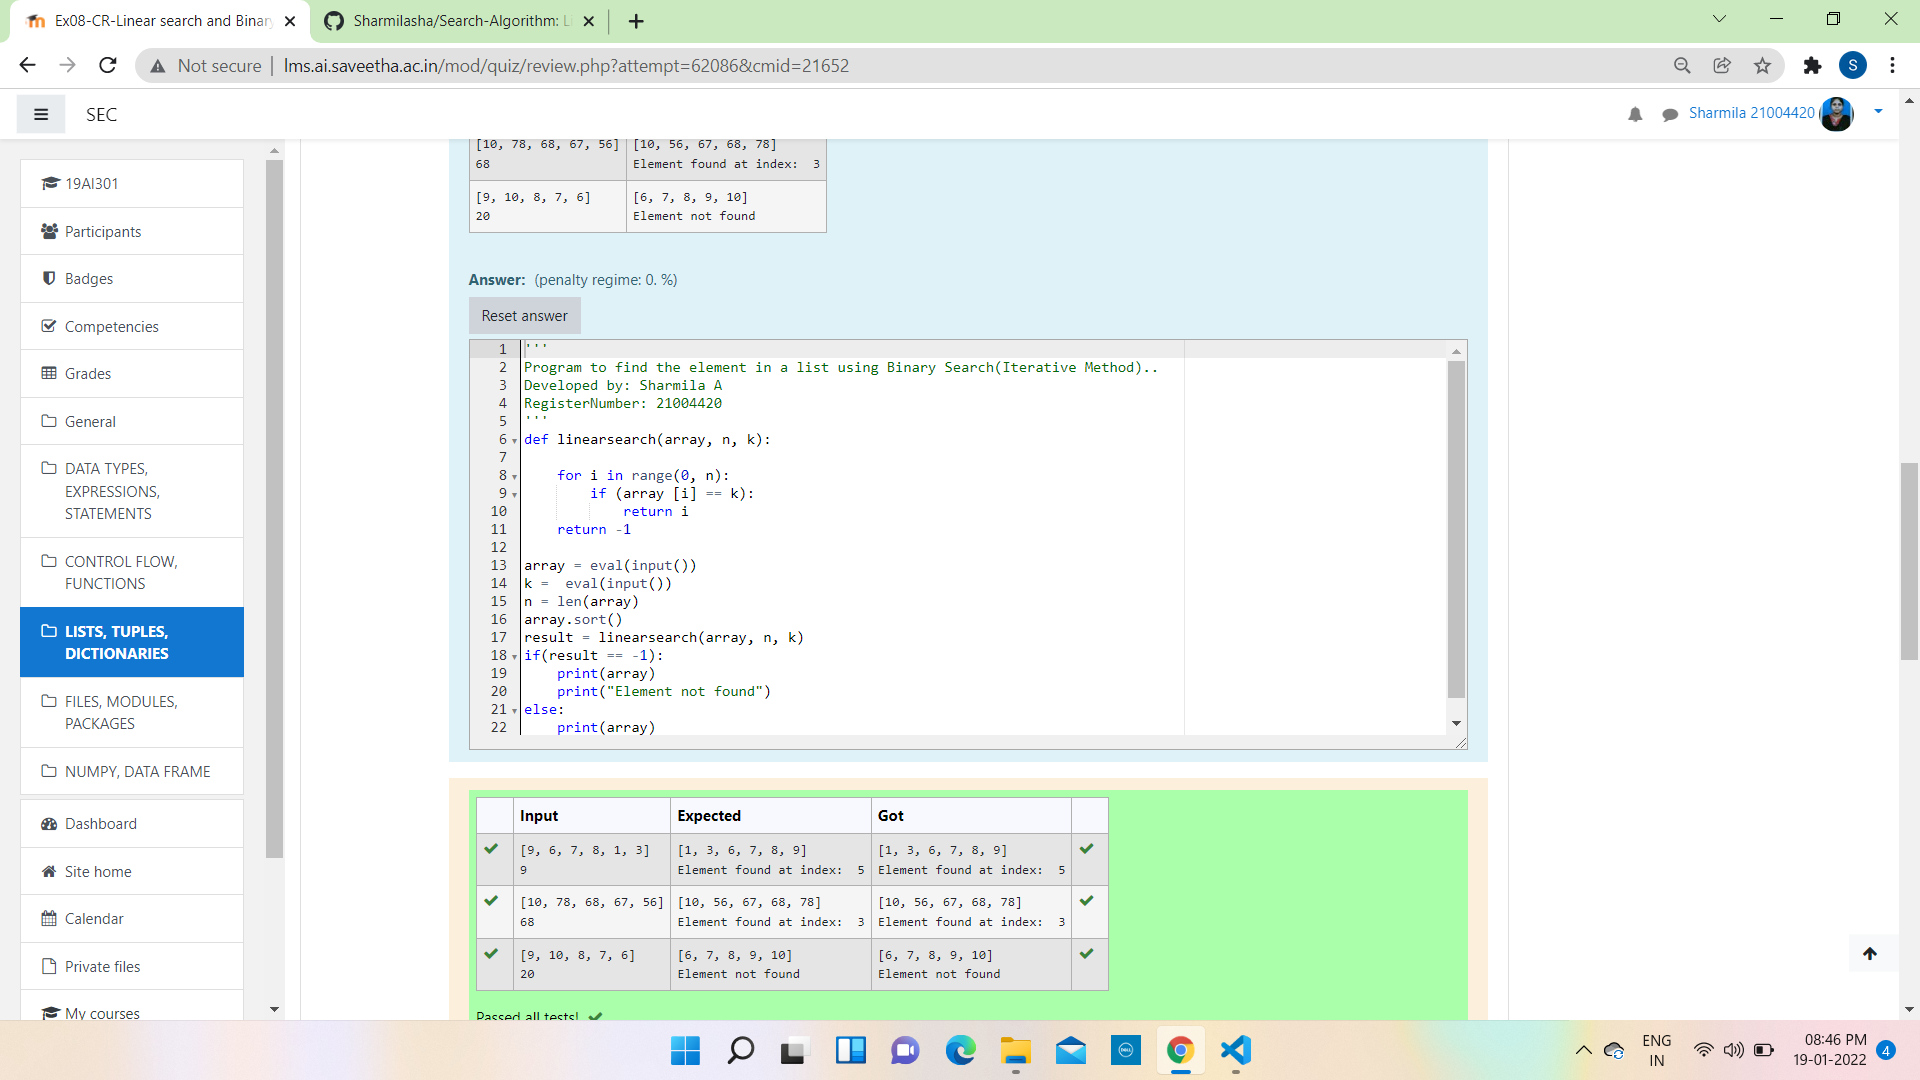 Ex08-CR-Linear search and Binar
Sharmilasha/Search-Algorithm: L
Not secure
lms.ai.saveetha.ac.in/mod/quiz/review.php?attempt=62086&cmid=21652
S
SEC
Sharmila 21004420
19AI301
Participants
Badges
Competencies
Grades
General
DATA TYPES,
EXPRESSIONS,
STATEMENTS
CONTROL FLOW,
FUNCTIONS
LISTS, TUPLES,
DICTIONARIES
FILES, MODULES,
PACKAGES
NUMPY, DATA FRAME
Dashboard
Site home
Calendar
Private files
My courses
[10, 78, 68, 67, 56] [10, 56, 67, 68, 78]
68 Element found at index:  3
[9, 10, 8, 7, 6] [6, 7, 8, 9, 10]
20 Element not found
Answer: (penalty regime: 0. %)
Reset answer
1 '''
2 Program to find the element in a list using Binary Search(Iterative Method)..
3 Developed by: Sharmila A
4 RegisterNumber: 21004420
5 '''
6 def linearsearch(array, n, k):
7
8     for i in range(0, n):
9         if (array [i] == k):
10             return i
11     return -1
12
13 array = eval(input())
14 k =  eval(input())
15 n = len(array)
16 array.sort()
17 result = linearsearch(array, n, k)
18 if(result == -1):
19     print(array)
20     print("Element not found")
21 else:
22     print(array)
Input Expected Got
[9, 6, 7, 8, 1, 3] [1, 3, 6, 7, 8, 9] [1, 3, 6, 7, 8, 9]
9 Element found at index:  5 Element found at index:  5
[10, 78, 68, 67, 56] [10, 56, 67, 68, 78] [10, 56, 67, 68, 78]
68 Element found at index:  3 Element found at index:  3
[9, 10, 8, 7, 6] [6, 7, 8, 9, 10] [6, 7, 8, 9, 10]
20 Element not found Element not found
Passed all tests!
DELL
ENG
IN
08:46 PM
19-01-2022
4